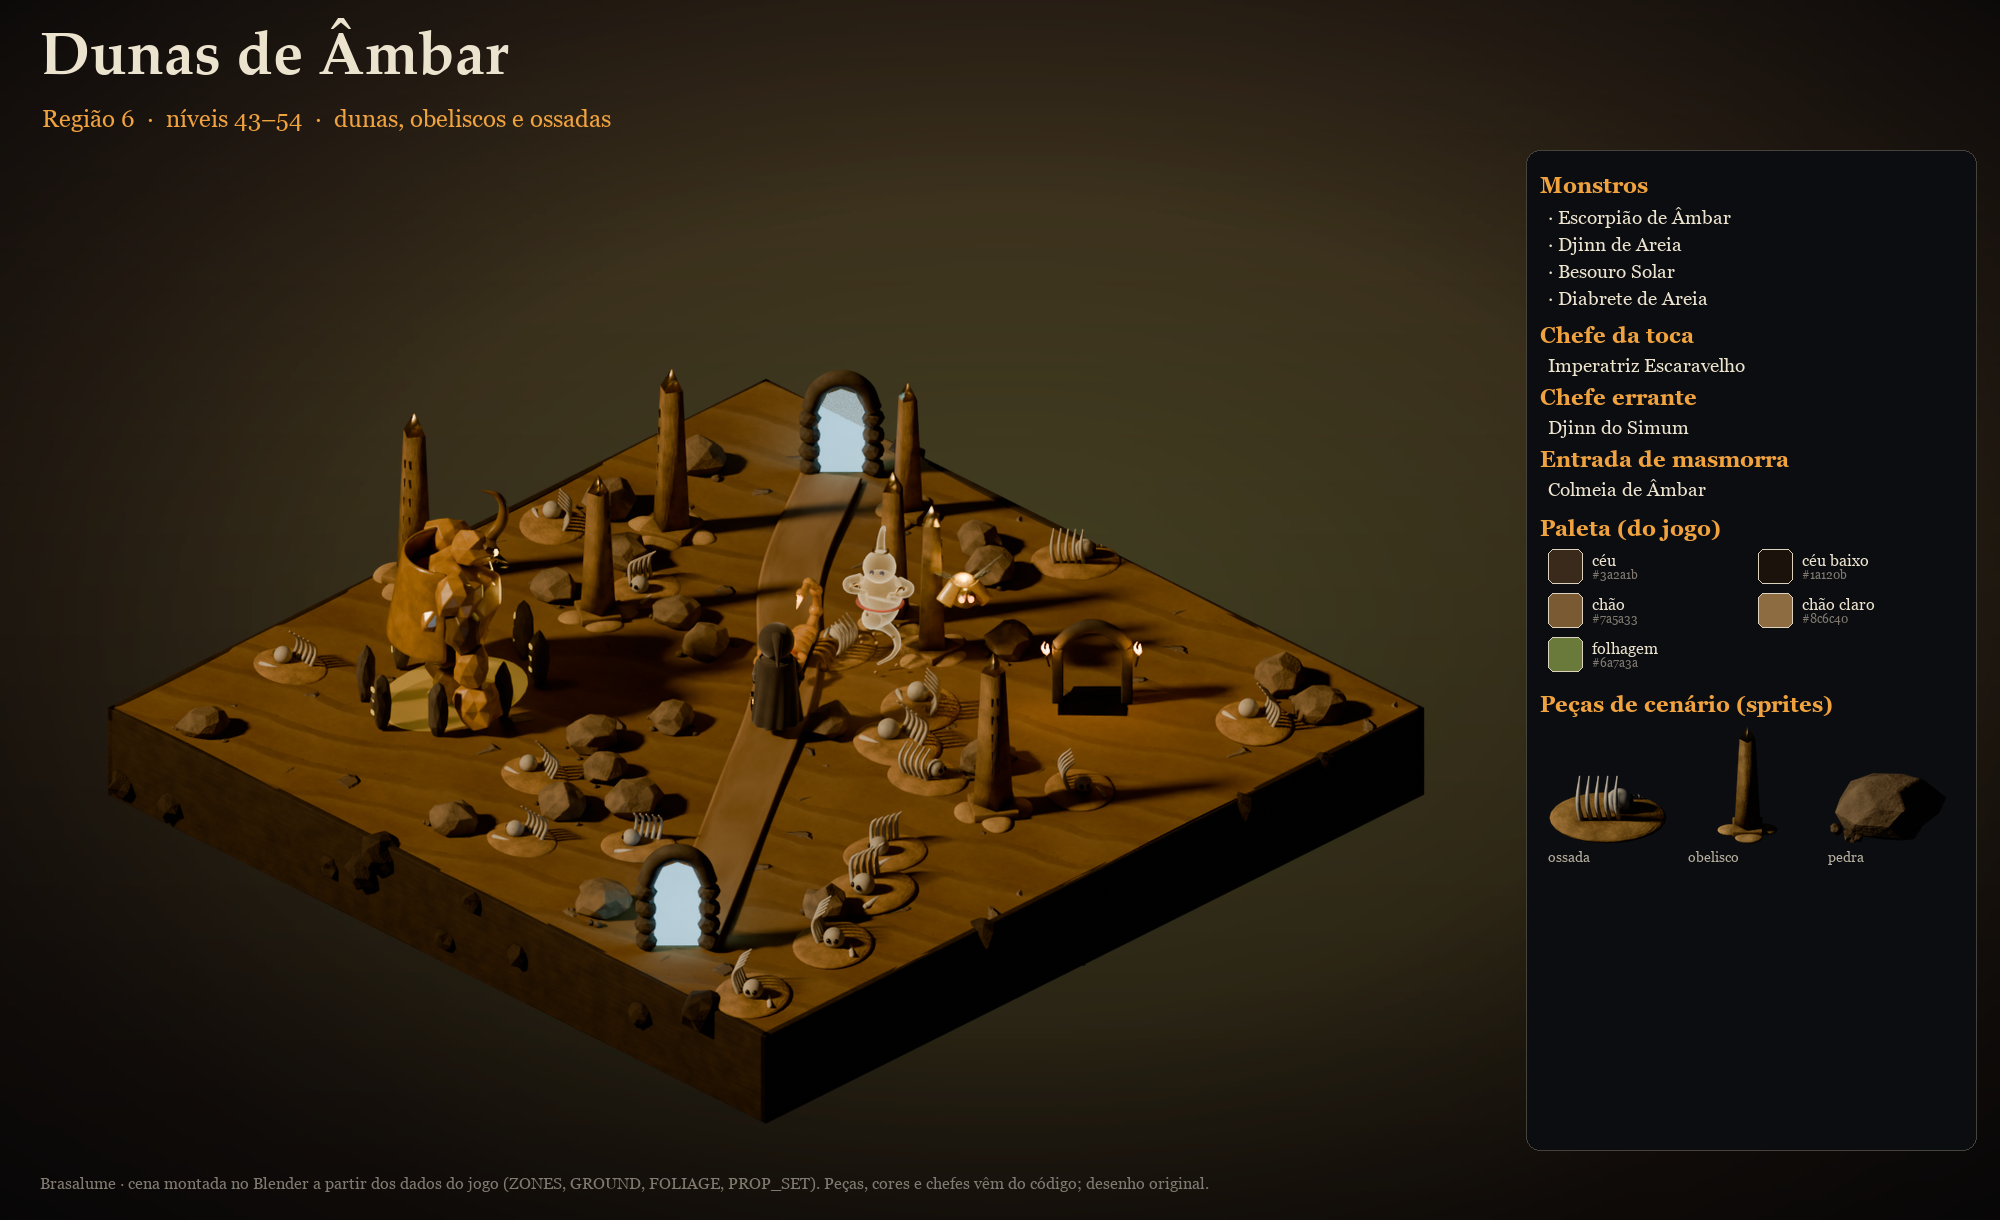 Dunas de Âmbar
Região 6 · níveis 43–54 · dunas, obeliscos e ossadas
Monstros
· Escorpião de Âmbar
· Djinn de Areia
· Besouro Solar
· Diabrete de Areia
Chefe da toca
Imperatriz Escaravelho
Chefe errante
Djinn do Simum
Entrada de masmorra
Colmeia de Âmbar
Paleta (do jogo)
céu
#3a2a1b
céu baixo
#1a120b
chão
#7a5a33
chão claro
#8c6c40
folhagem
#6a7a3a
Peças de cenário (sprites)
ossada
obelisco
pedra
Brasalume · cena montada no Blender a partir dos dados do jogo (ZONES, GROUND, FOLIAGE, PROP_SET). Peças, cores e chefes vêm do código; desenho original.